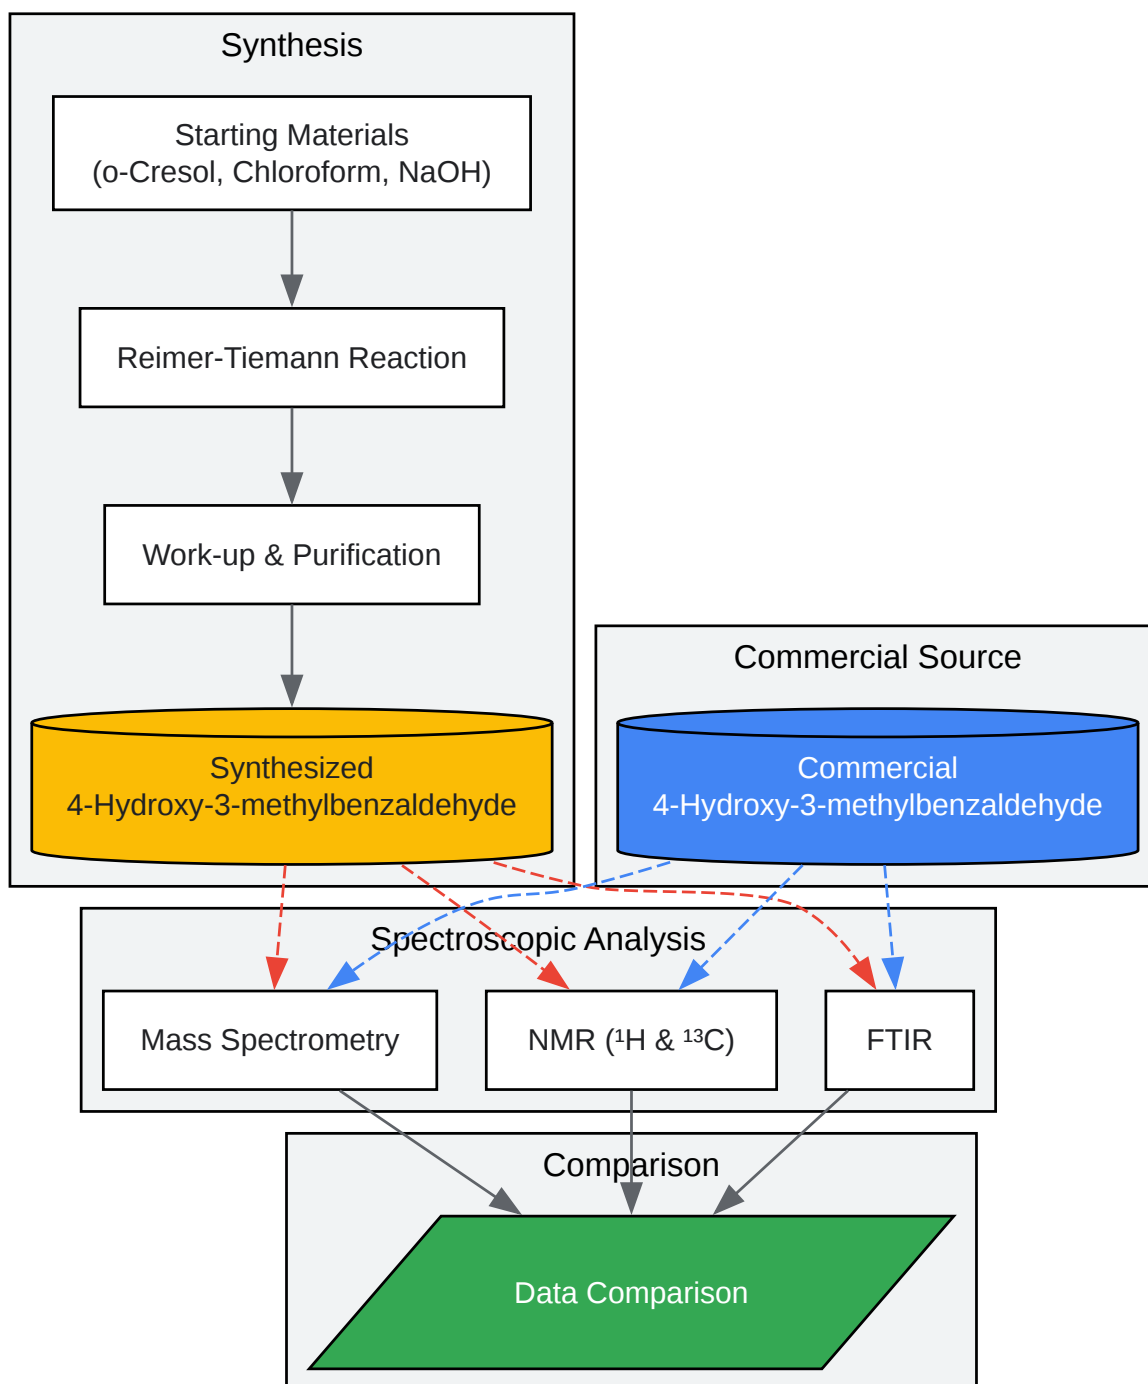 Synthesis
Starting Materials
(o-Cresol, Chloroform, NaOH)
Reimer-Tiemann Reaction
Work-up & Purification
Commercial Source
Synthesized
4-Hydroxy-3-methylbenzaldehyde
Commercial
4-Hydroxy-3-methylbenzaldehyde
Spectroscopic Analysis
Mass Spectrometry
NMR (¹H & ¹³C)
FTIR
Comparison
Data Comparison